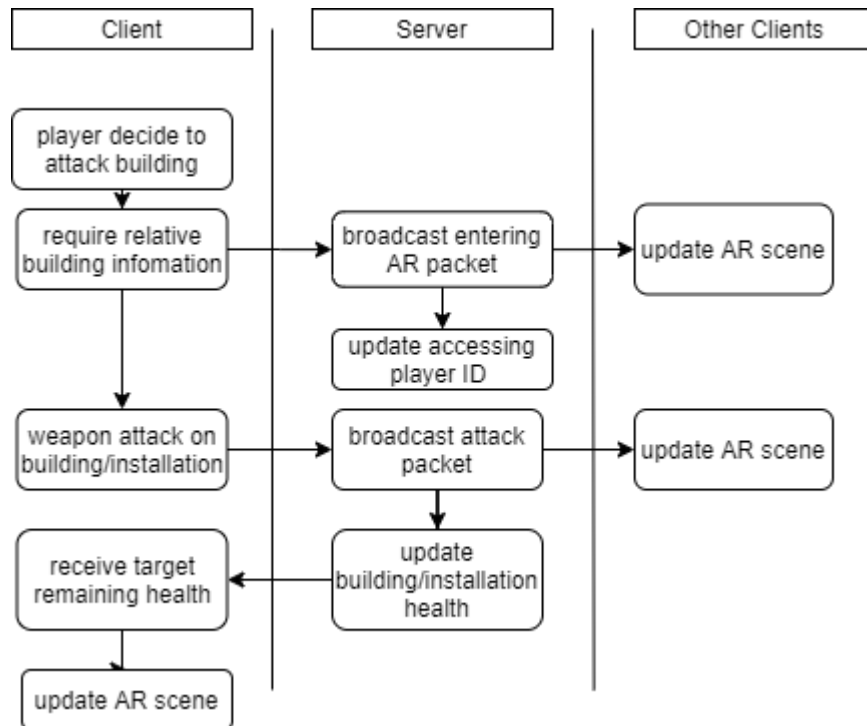 Client
Server
Other Clients
player decide to
attack building
require relative
building infomation
broadcast entering
AR packet
update AR scene
update accessing
player ID
weapon attack on
building/installation
broadcast attack
packet
update AR scene
receive target
remaining health
update
building/installation
health
update AR scene